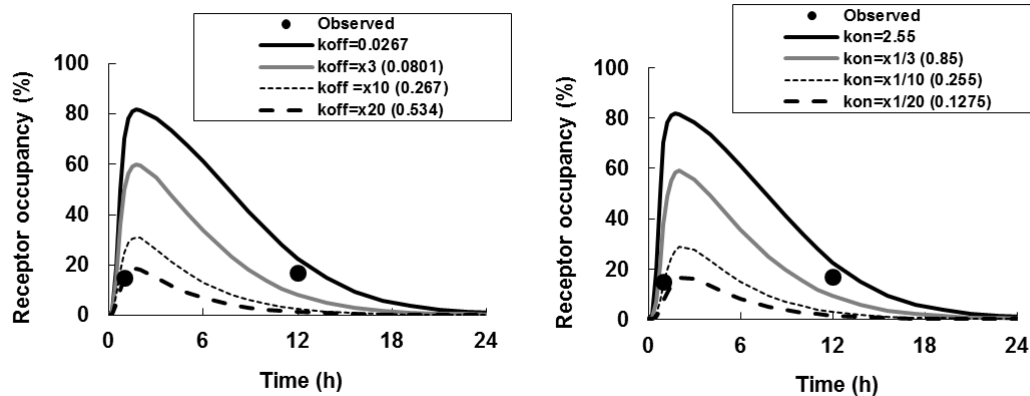 Observed
koff=0.0267
koff=x3 (0.0801)
koff =x10 (0.267)
koff=x20 (0.534)
Receptor occupancy (%)
100
80
60
40
20
0
0 6 12 18 24
Time (h)
Observed
kon=2.55
kon=x1/3 (0.85)
kon=x1/10 (0.255)
kon=x1/20 (0.1275)
Receptor occupancy (%)
100
80
60
40
20
0
0 6 12 18 24
Time (h)